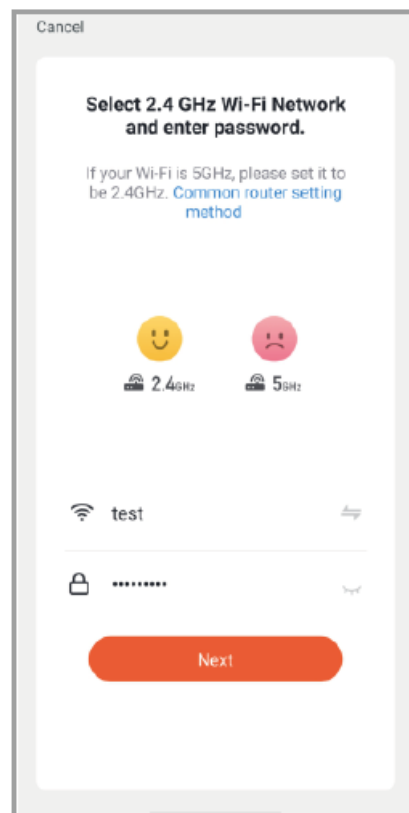 Cancel
Select 2.4 GHz Wi-Fi Network
and enter password.
If your Wi-Fi is 5GHz, please set it to
be 2.4GHz. Common router setting
method
2.4GHz 5GHz
test
•••••••••
Next